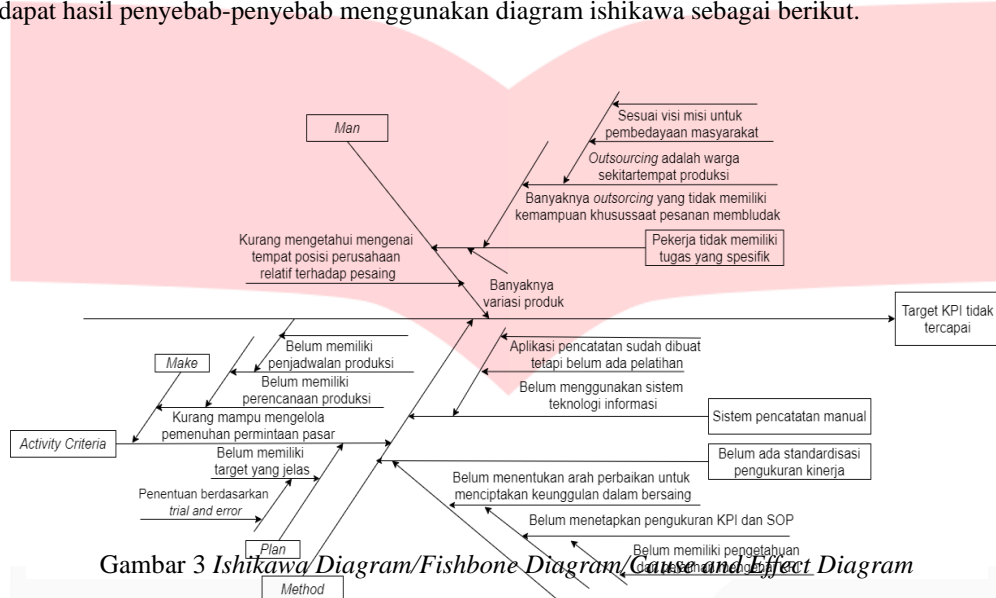 dapat hasil penyebab-penyebab menggunakan diagram ishikawa sebagai berikut.
Man
Sesuai visi misi untuk
pembedayaan masyarakat
Outsourcing adalah warga
sekitartempat produksi
Banyaknya outsorcing yang tidak memiliki
kemampuan khusussaat pesanan membludak
Kurang mengetahui mengenai
tempat posisi perusahaan
relatif terhadap pesaing
Pekerja tidak memiliki
tugas yang spesifik
Banyaknya
variasi produk
Target KPI tidak
tercapai
Make
Belum memiliki
penjadwalan produksi
Belum memiliki
perencanaan produksi
Kurang mampu mengelola
pemenuhan permintaan pasar
Activity Criteria
Belum memiliki
target yang jelas
Penentuan berdasarkan
trial and error
Plan
Method
Aplikasi pencatatan sudah dibuat
tetapi belum ada pelatihan
Belum menggunakan sistem
teknologi informasi
Sistem pencatatan manual
Belum ada standardisasi
pengukuran kinerja
Belum menentukan arah perbaikan untuk
menciptakan keunggulan dalam bersaing
Belum menetapkan pengukuran KPI dan SOP
Belum memiliki pengetahuan
Gambar 3 Ishikawa Diagram/Fishbone Diagram/Cause and Effect Diagram